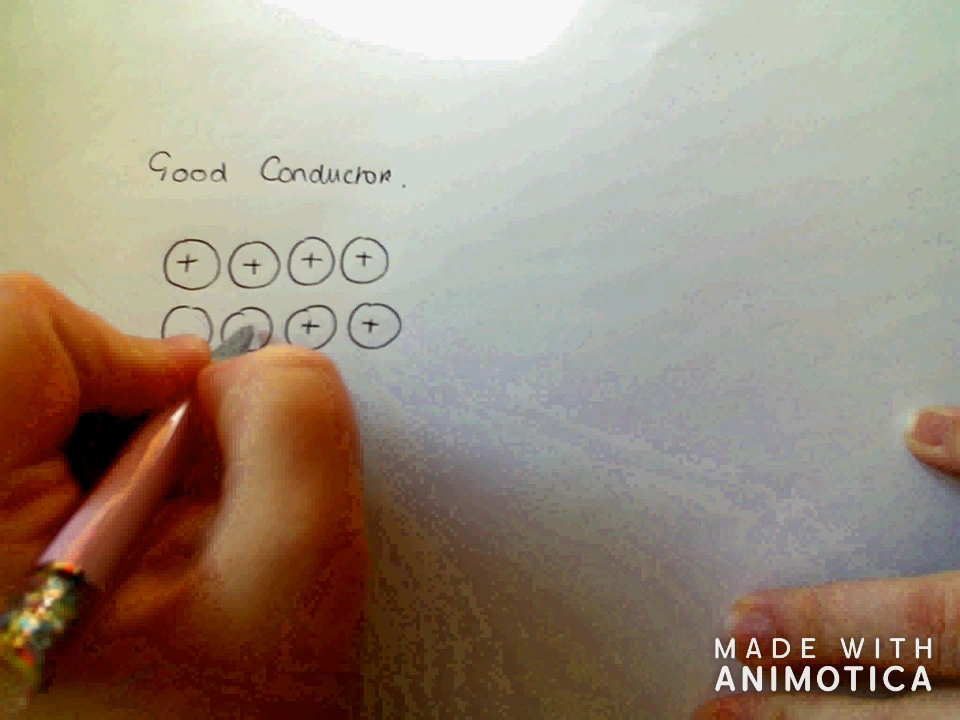 Good Conductor.
+ + + +
+ +
MADE WITH
ANIMOTICA